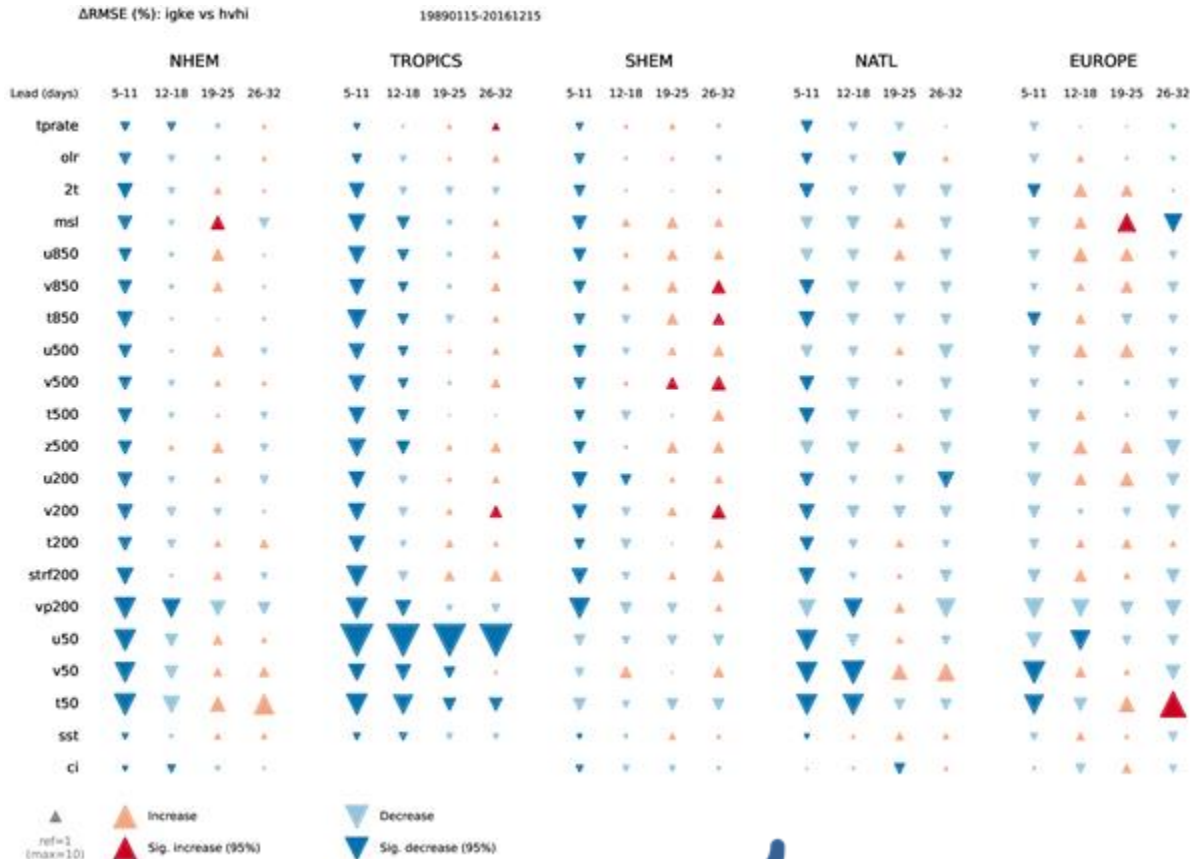 ΔRMSE (%): igke vs hvhi 19890115-20161215
NHEM TROPICS SHEM NATL EUROPE
Lead (days) 5-11 12-18 19-25 26-32 5-11 12-18 19-25 26-32 5-11 12-18 19-25 26-32 5-11 12-18 19-25 26-32 5-11 12-18 19-25 26-32
tprate
olr
2t
msl
u850
v850
t850
u500
v500
t500
z500
u200
v200
t200
strf200
vp200
u50
v50
t50
sst
ci
Increase Decrease
ref=1
(max=10) Sig. increase (95%) Sig. decrease (95%)